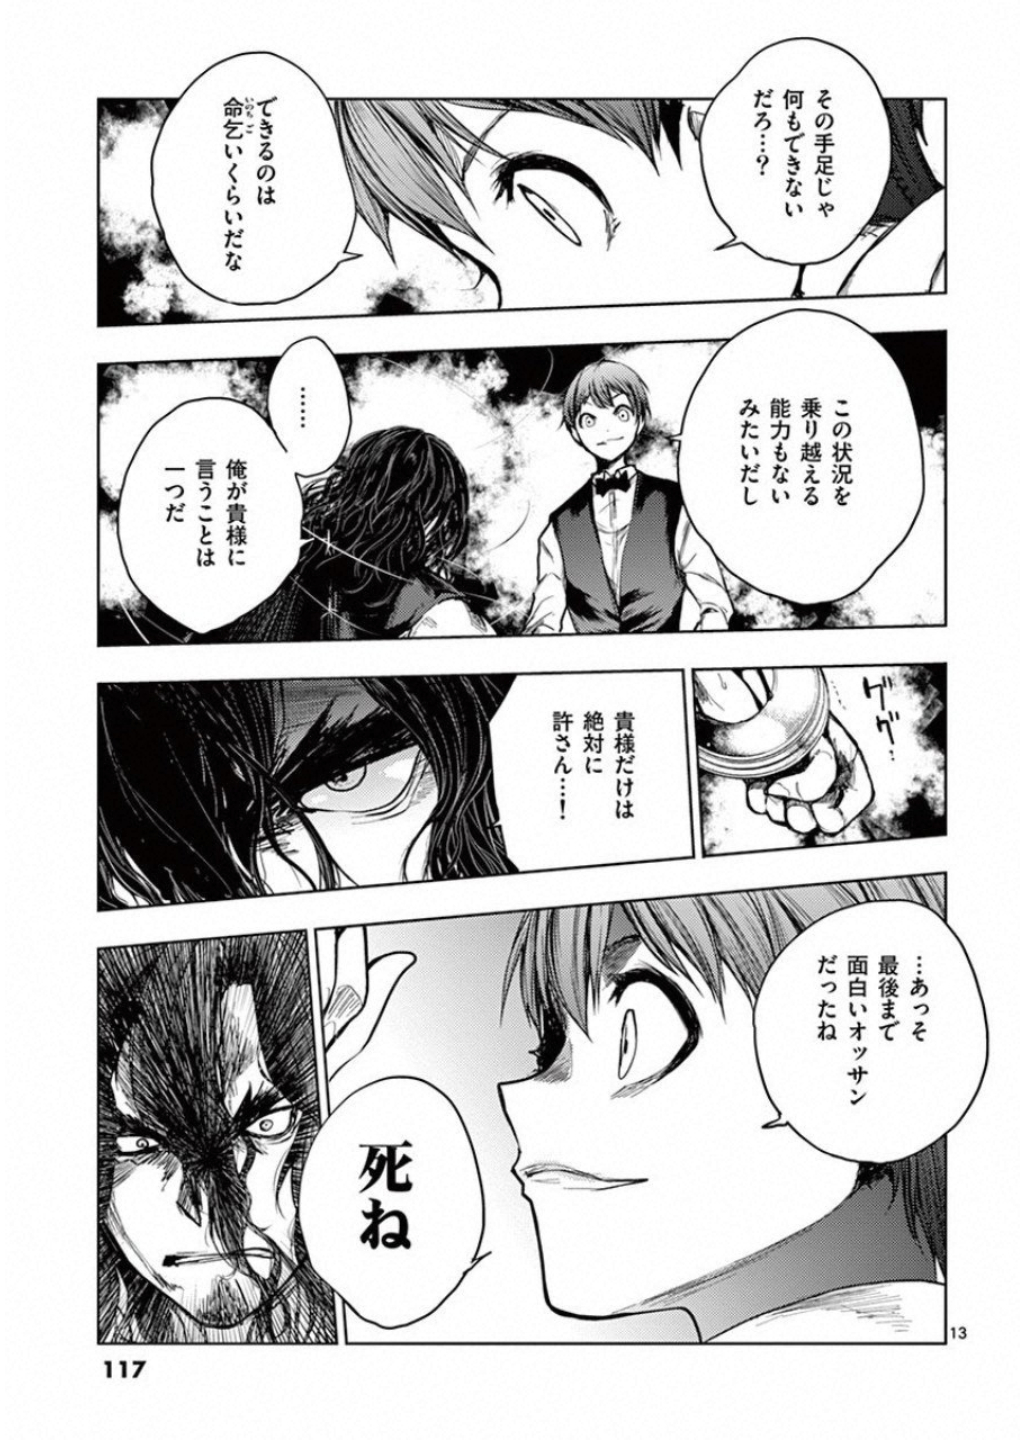 その手足じゃ
何もできない
だろ…？
できるのは
命乞いくらいだな
いのちご
この状況を
乗り越える
能力もない
みたいだし
……
俺が貴様に
言うことは
一つだ
ググ…
貴様だけは
絶対に
許さん…！
…あっそ
最後まで
面白いオッサン
だったね
死ね
13
117